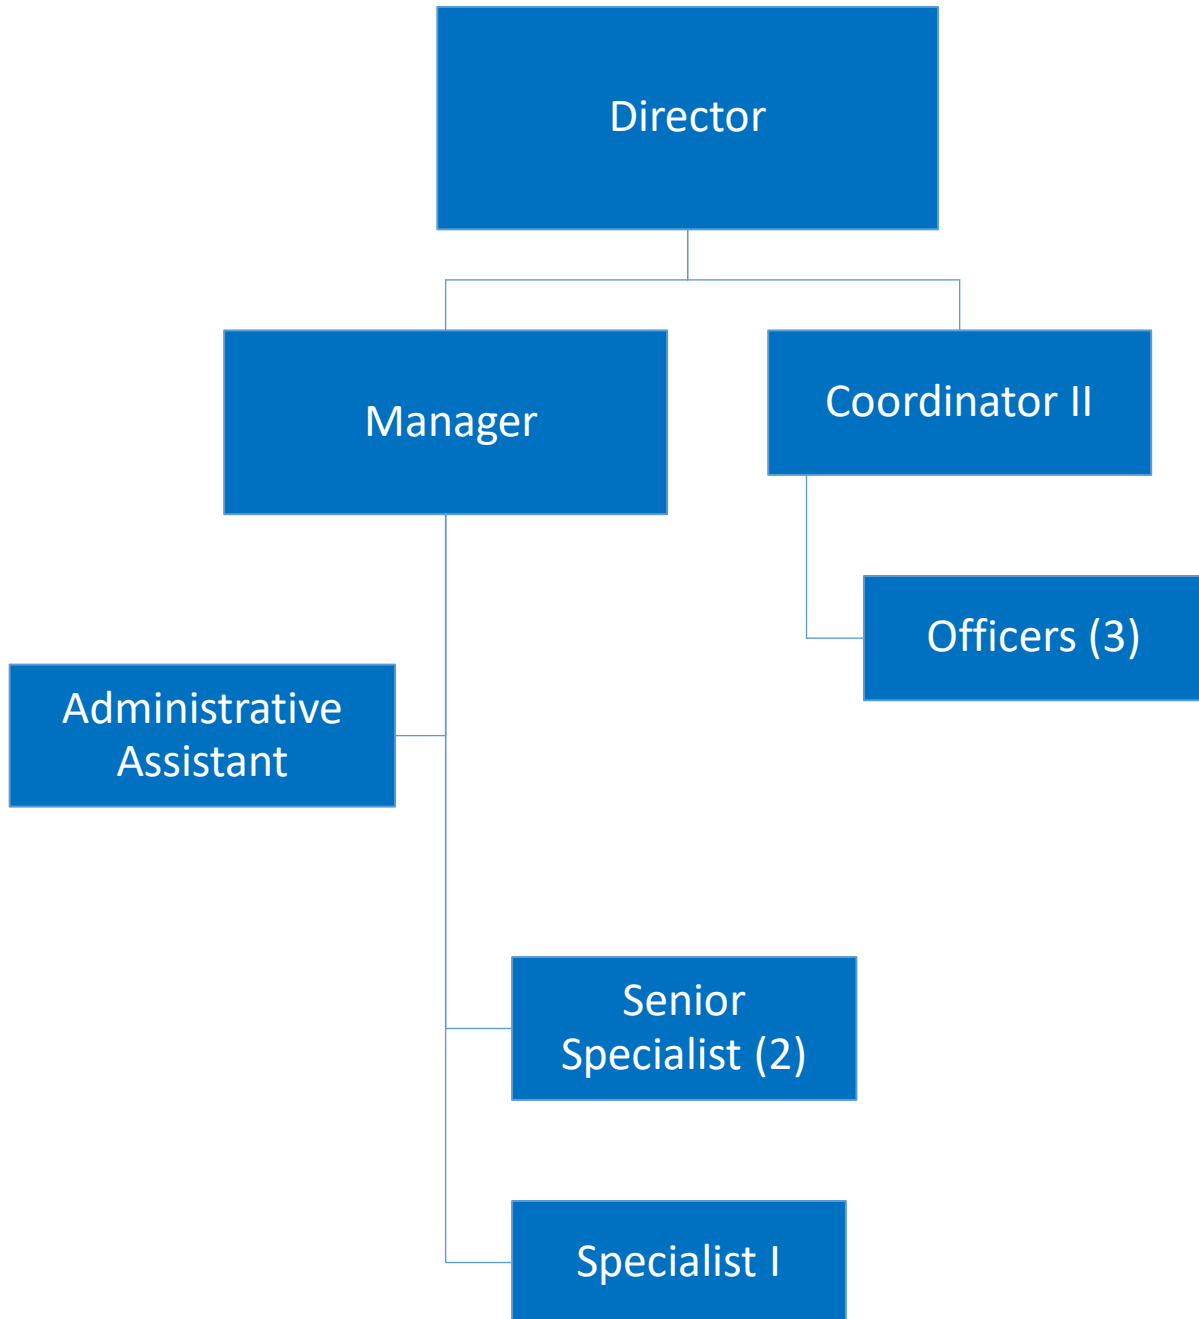 Director
Manager
Coordinator II
Officers (3)
Administrative
Assistant
Senior
Specialist (2)
Specialist I